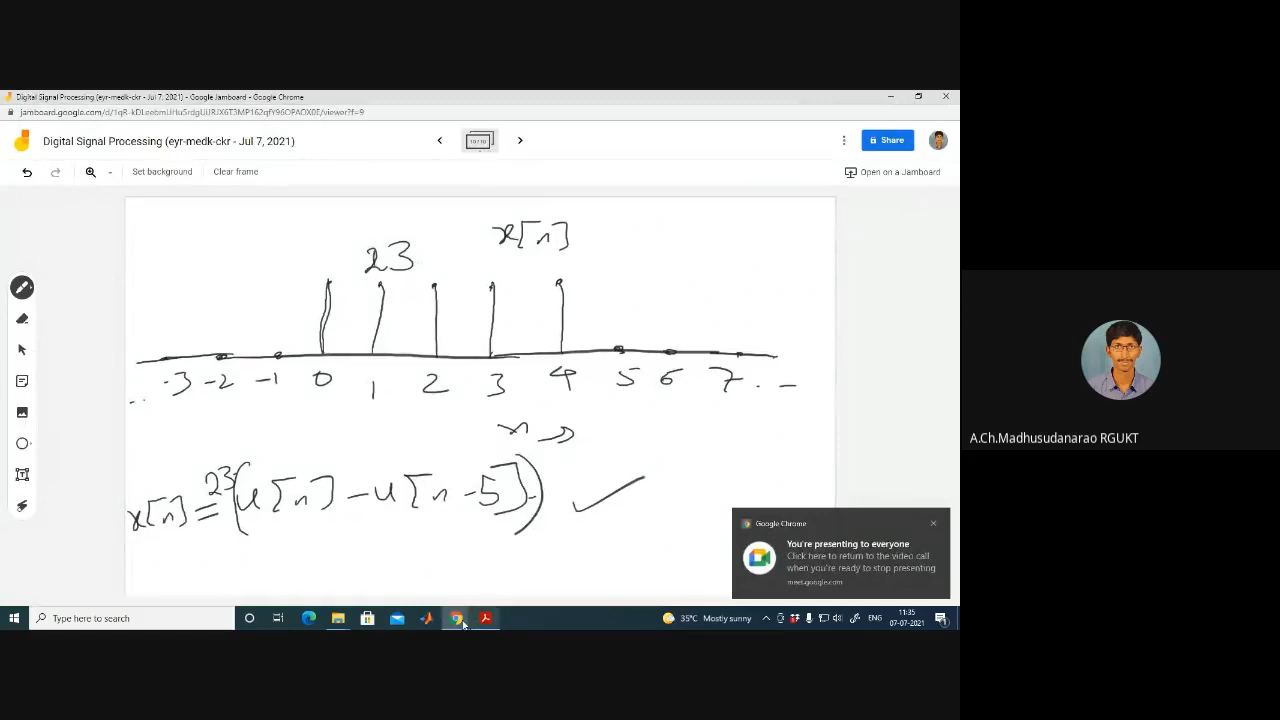 Digital Signal Processing (eyr-medk-ckr - Jul 7, 2021) - Google Jamboard - Google Chrome
Digital Signal Processing (eyr-medk-ckr - Jul 7, 2021)
10 / 10
Share
Set background
Clear frame
Open on a Jamboard
x[n]
23
.. -3 -2 -1 0 1 2 3 4 5 6 7 . -
n →
x[n] = 23(u[n] - u[n-5])
Google Chrome
You're presenting to everyone
Click here to return to the video call
when you're ready to stop presenting
meet.google.com
A.Ch.Madhusudanarao RGUKT
Type here to search
35°C Mostly sunny
ENG
11:35
07-07-2021